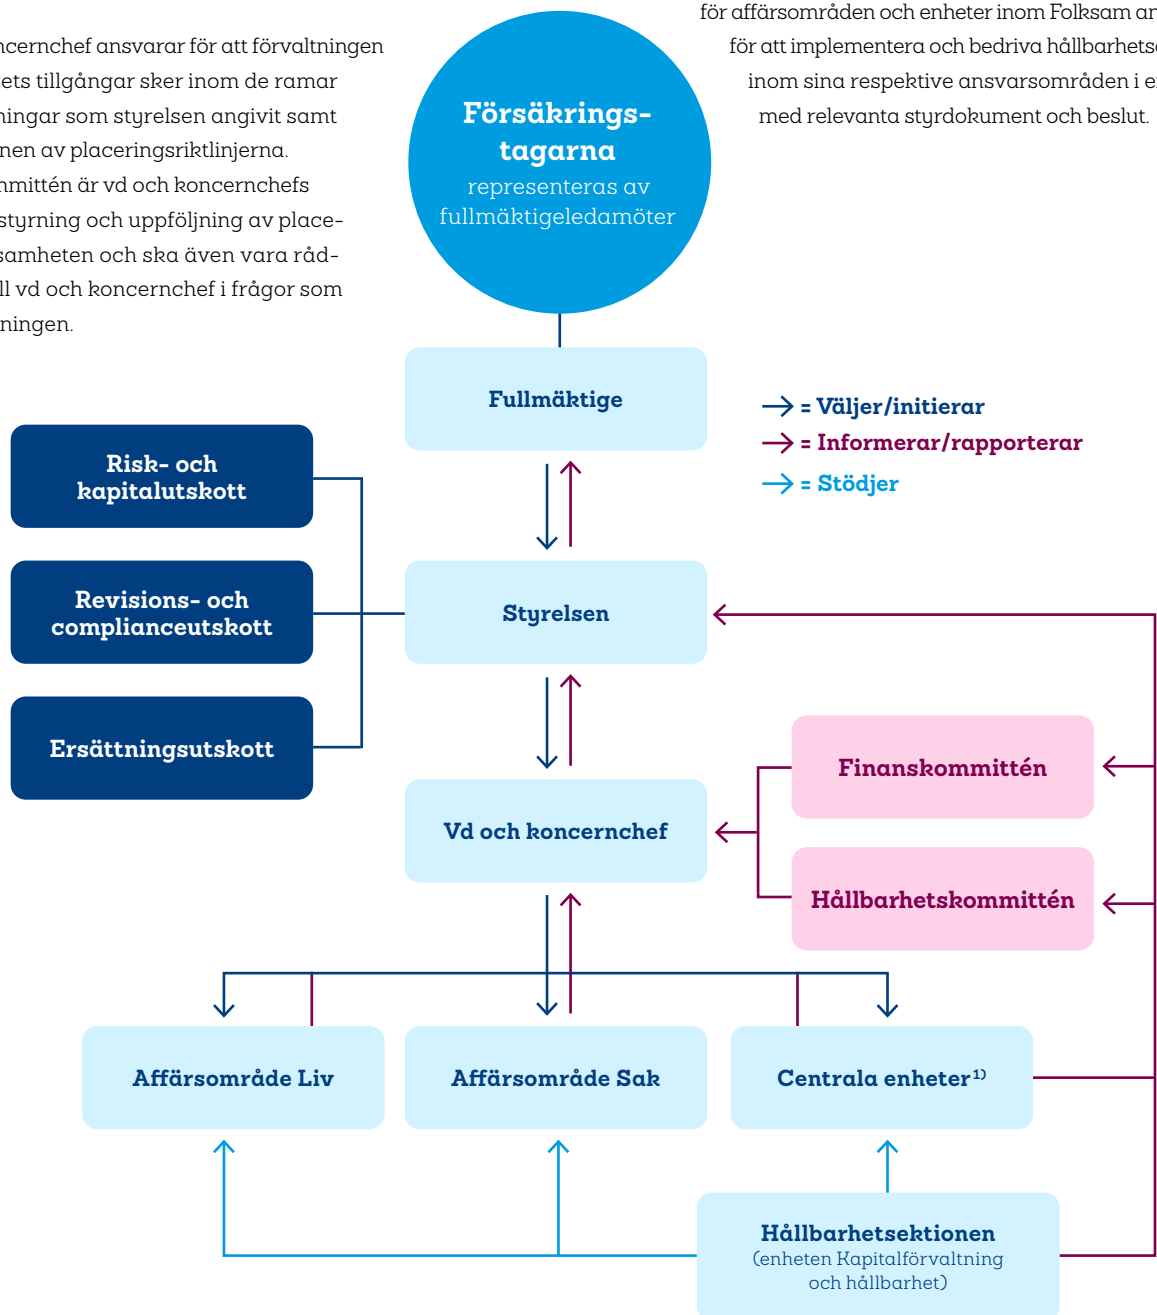 ncernchef ansvarar för att förvaltningen
ets tillgångar sker inom de ramar
ningar som styrelsen angivit samt
nen av placeringsriktlinjerna.
mmittén är vd och koncernchefs
styrning och uppföljning av place-
samheten och ska även vara råd-
ll vd och koncernchef i frågor som
ningen.
för affärsområden och enheter inom Folksam an
för att implementera och bedriva hållbarhets
inom sina respektive ansvarsområden i e
med relevanta styrdokument och beslut.
Försäkrings-
tagarna
representeras av
fullmäktigeledamöter
Fullmäktige
→ = Väljer/initierar
→ = Informerar/rapporterar
→ = Stödjer
Risk- och
kapitalutskott
Revisions- och
complianceutskott
Ersättningsutskott
Styrelsen
Vd och koncernchef
Finanskommittén
Hållbarhetskommittén
Affärsområde Liv
Affärsområde Sak
Centrala enheter¹⁾
Hållbarhetsektionen
(enheten Kapitalförvaltning
och hållbarhet)